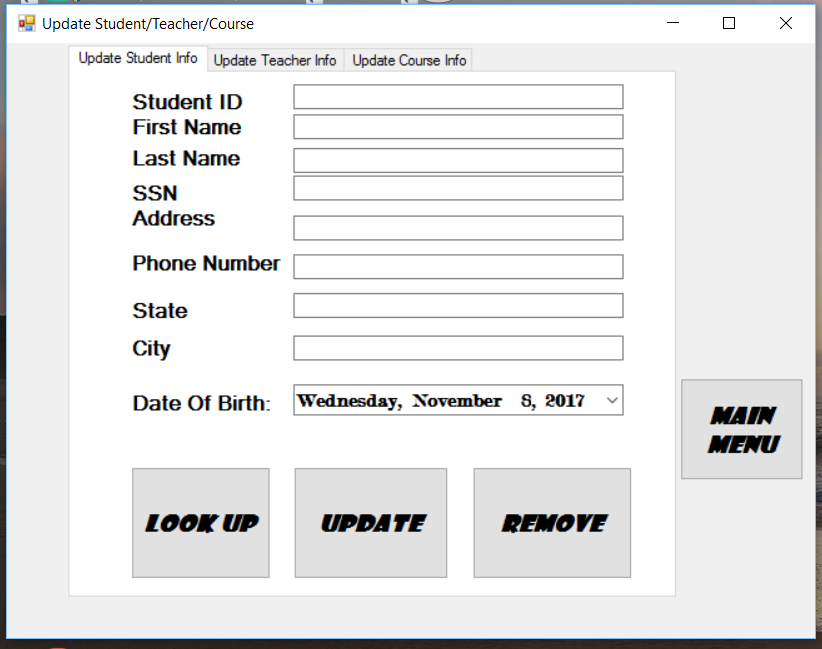 Update Student/Teacher/Course
Update Student Info Update Teacher Info Update Course Info
Student ID
First Name
Last Name
SSN
Address
Phone Number
State
City
Date Of Birth: Wednesday, November 8, 2017
MAIN
MENU
LOOK UP UPDATE REMOVE